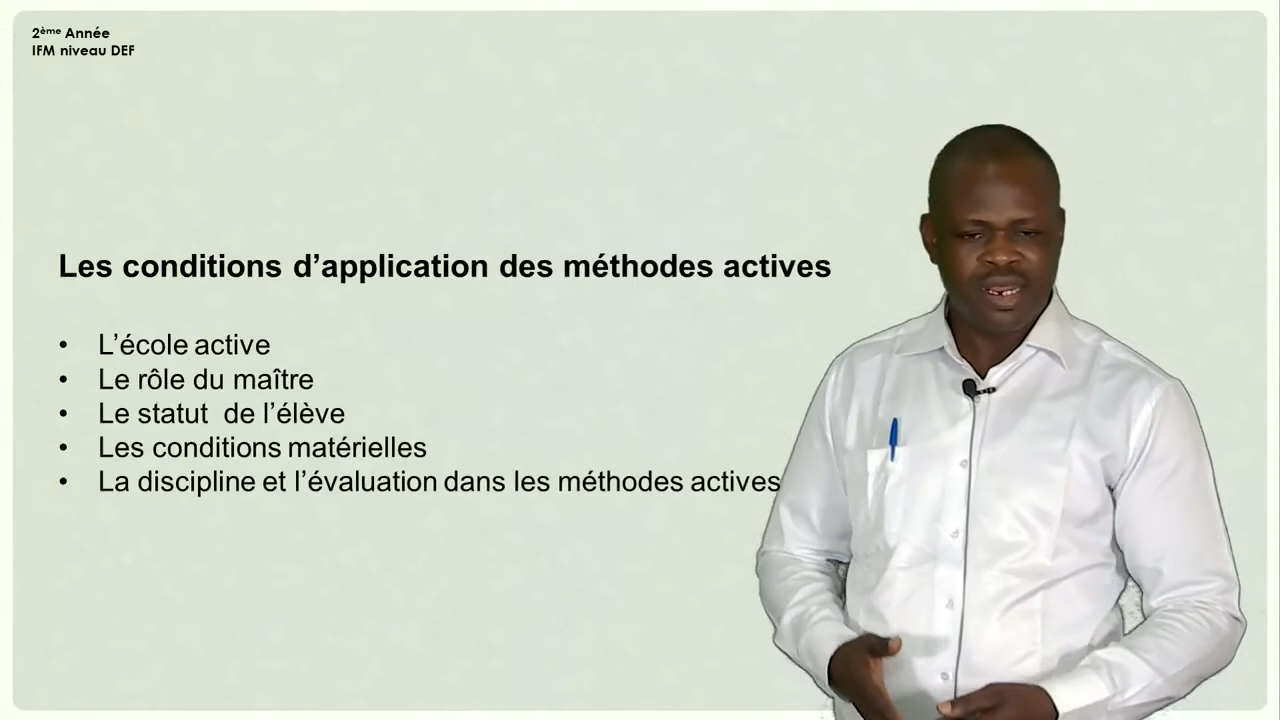 2ème Année
IFM niveau DEF
Les conditions d’application des méthodes actives
• L’école active
• Le rôle du maître
• Le statut de l’élève
• Les conditions matérielles
• La discipline et l’évaluation dans les méthodes actives